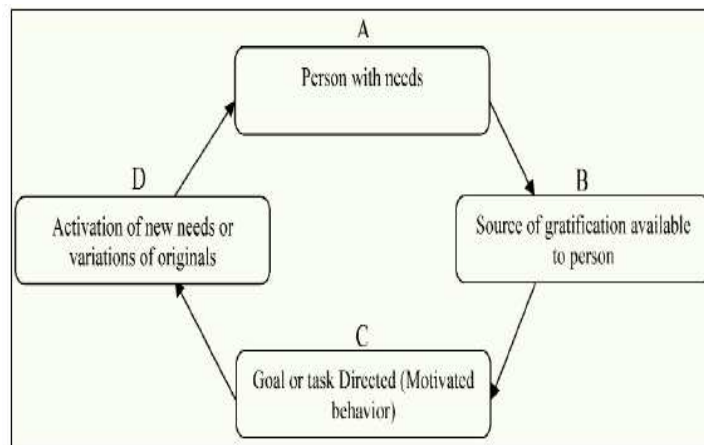 A
Person with needs
B
Source of gratification available
to person
C
Goal or task Directed (Motivated
behavior)
D
Activation of new needs or
variations of originals